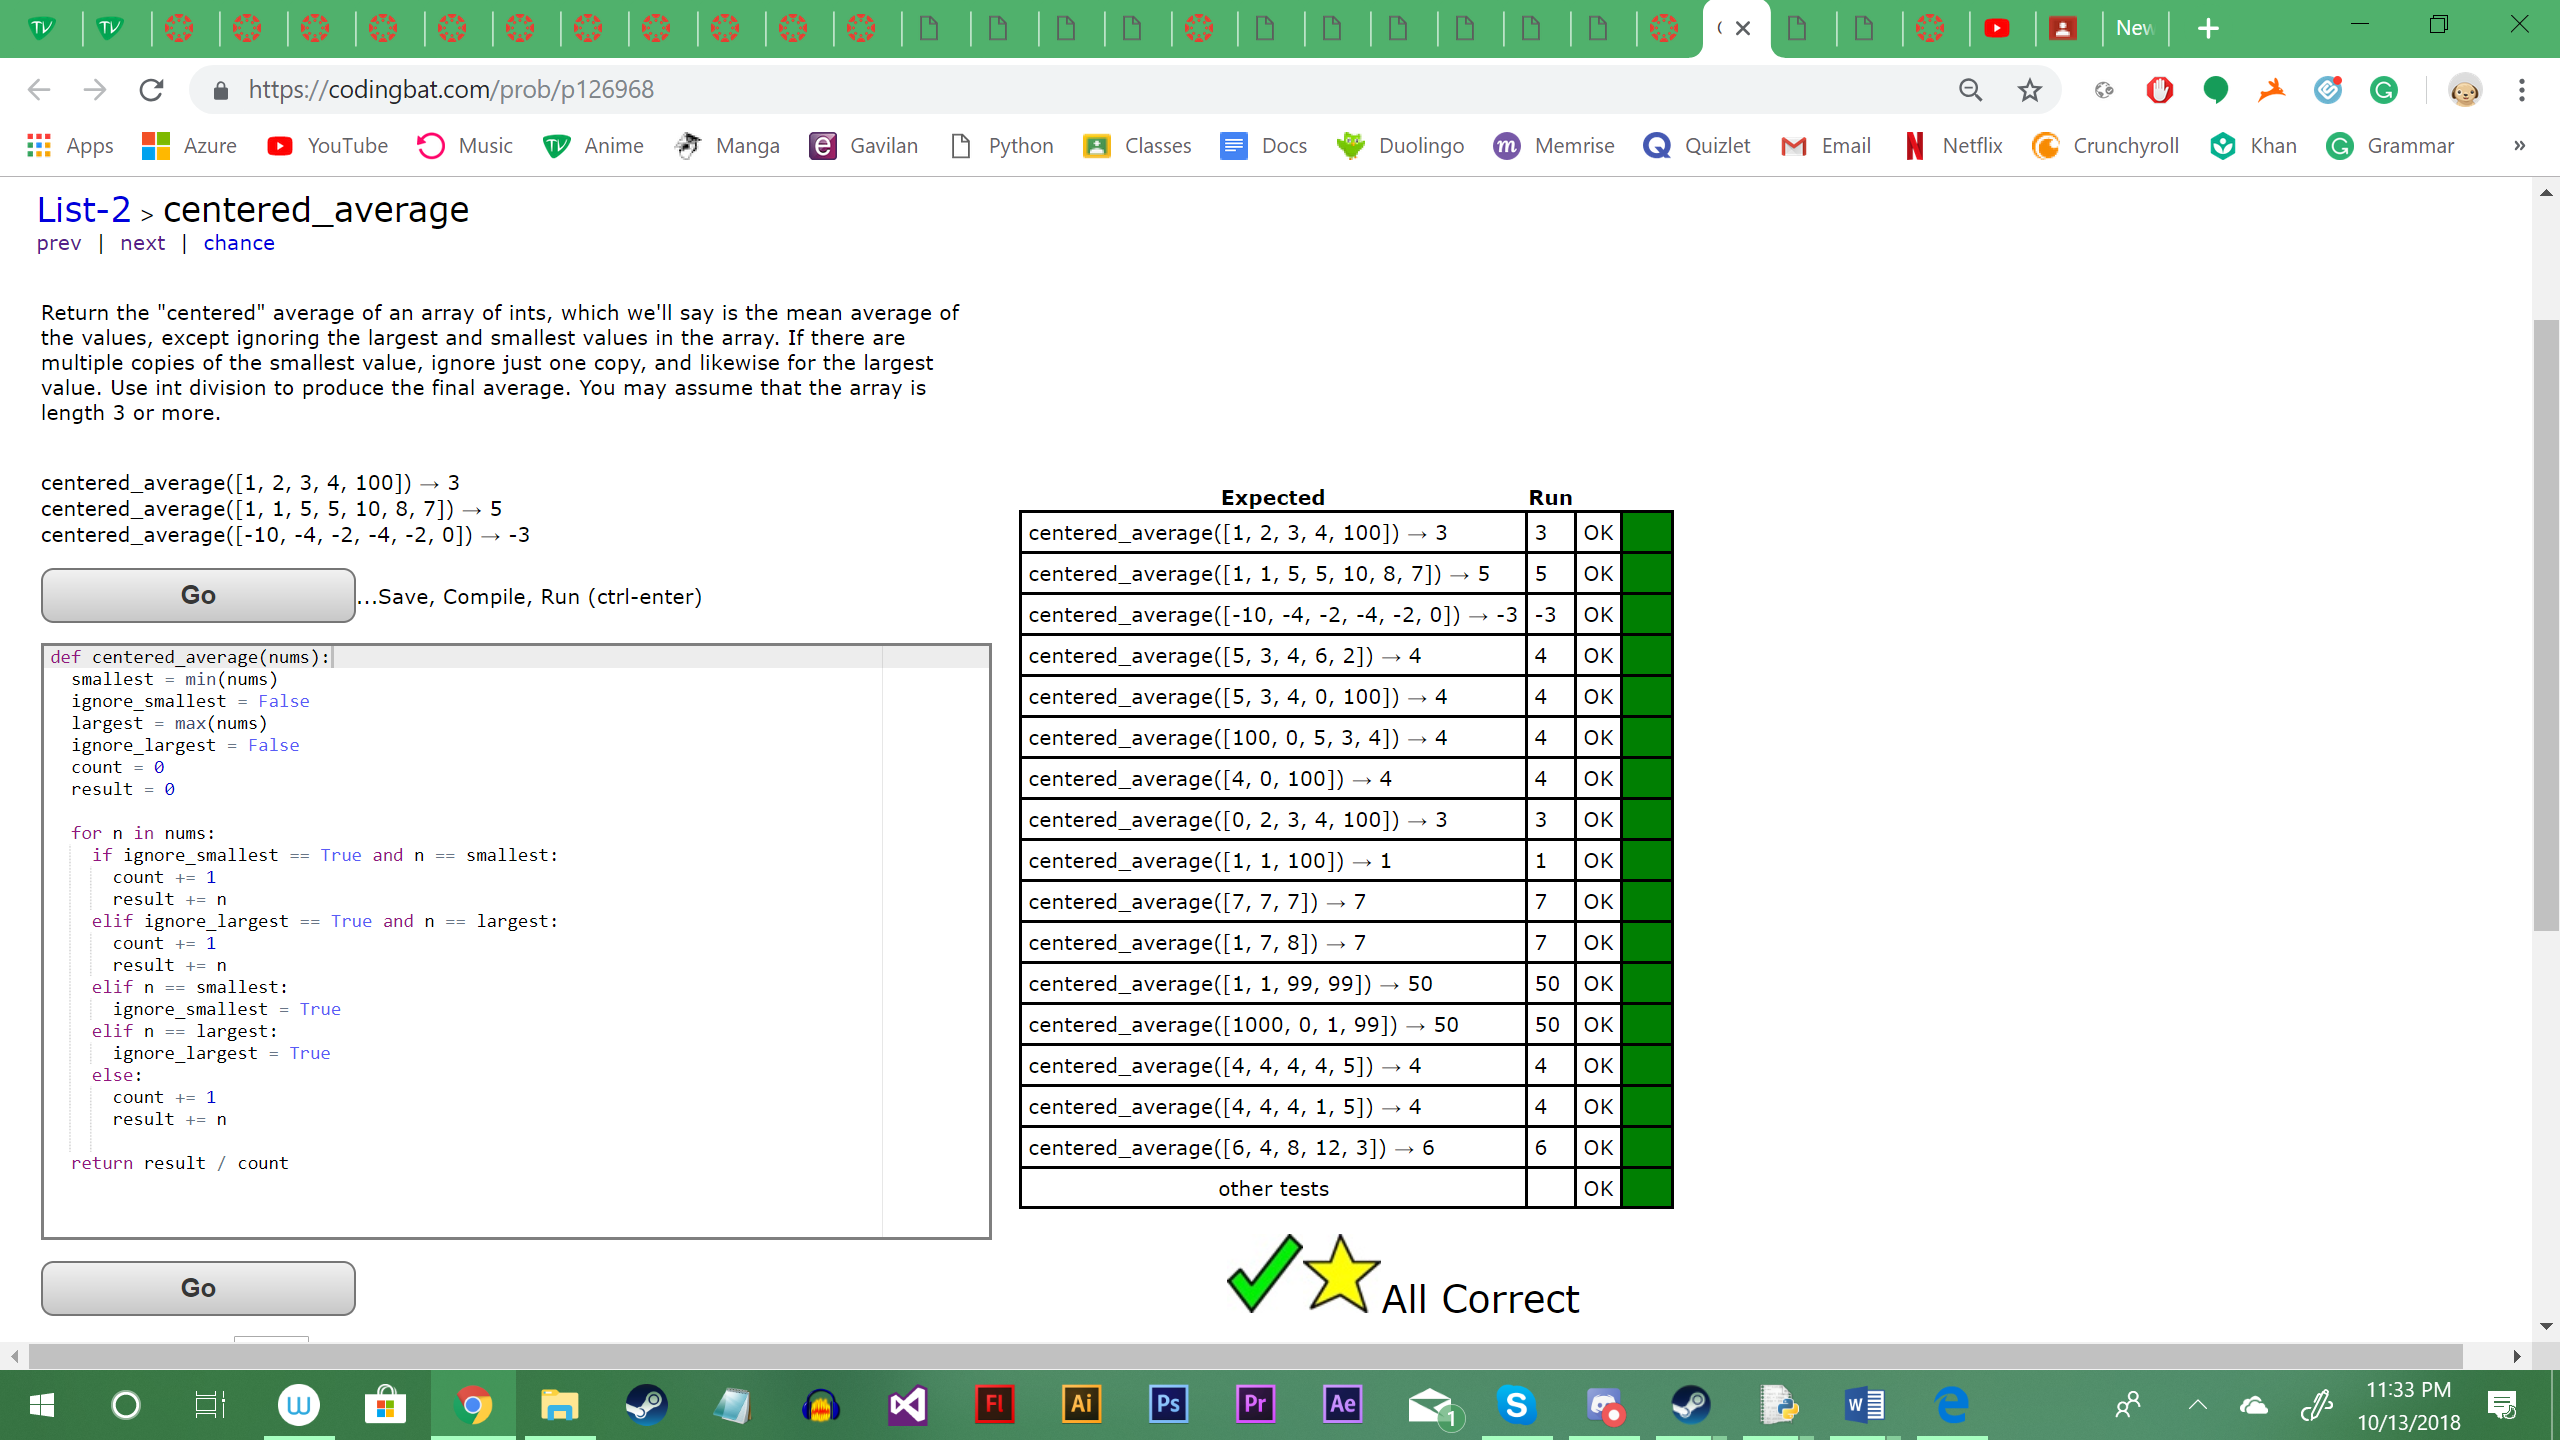 New
https://codingbat.com/prob/p126968
Apps Azure YouTube Music Anime Manga Gavilan Python Classes Docs Duolingo Memrise Quizlet Email Netflix Crunchyroll Khan Grammar »
List-2 > centered_average
prev | next | chance
Return the "centered" average of an array of ints, which we'll say is the mean average of
the values, except ignoring the largest and smallest values in the array. If there are
multiple copies of the smallest value, ignore just one copy, and likewise for the largest
value. Use int division to produce the final average. You may assume that the array is
length 3 or more.
centered_average([1, 2, 3, 4, 100]) → 3
centered_average([1, 1, 5, 5, 10, 8, 7]) → 5
centered_average([-10, -4, -2, -4, -2, 0]) → -3
Go ...Save, Compile, Run (ctrl-enter)
def centered_average(nums):
smallest = min(nums)
ignore_smallest = False
largest = max(nums)
ignore_largest = False
count = 0
result = 0
for n in nums:
if ignore_smallest == True and n == smallest:
count += 1
result += n
elif ignore_largest == True and n == largest:
count += 1
result += n
elif n == smallest:
ignore_smallest = True
elif n == largest:
ignore_largest = True
else:
count += 1
result += n
return result / count
Go
Expected Run
centered_average([1, 2, 3, 4, 100]) → 3 3 OK
centered_average([1, 1, 5, 5, 10, 8, 7]) → 5 5 OK
centered_average([-10, -4, -2, -4, -2, 0]) → -3 -3 OK
centered_average([5, 3, 4, 6, 2]) → 4 4 OK
centered_average([5, 3, 4, 0, 100]) → 4 4 OK
centered_average([100, 0, 5, 3, 4]) → 4 4 OK
centered_average([4, 0, 100]) → 4 4 OK
centered_average([0, 2, 3, 4, 100]) → 3 3 OK
centered_average([1, 1, 100]) → 1 1 OK
centered_average([7, 7, 7]) → 7 7 OK
centered_average([1, 7, 8]) → 7 7 OK
centered_average([1, 1, 99, 99]) → 50 50 OK
centered_average([1000, 0, 1, 99]) → 50 50 OK
centered_average([4, 4, 4, 4, 5]) → 4 4 OK
centered_average([4, 4, 4, 1, 5]) → 4 4 OK
centered_average([6, 4, 8, 12, 3]) → 6 6 OK
other tests OK
All Correct
Fl Ai Ps Pr Ae 1
11:33 PM
10/13/2018